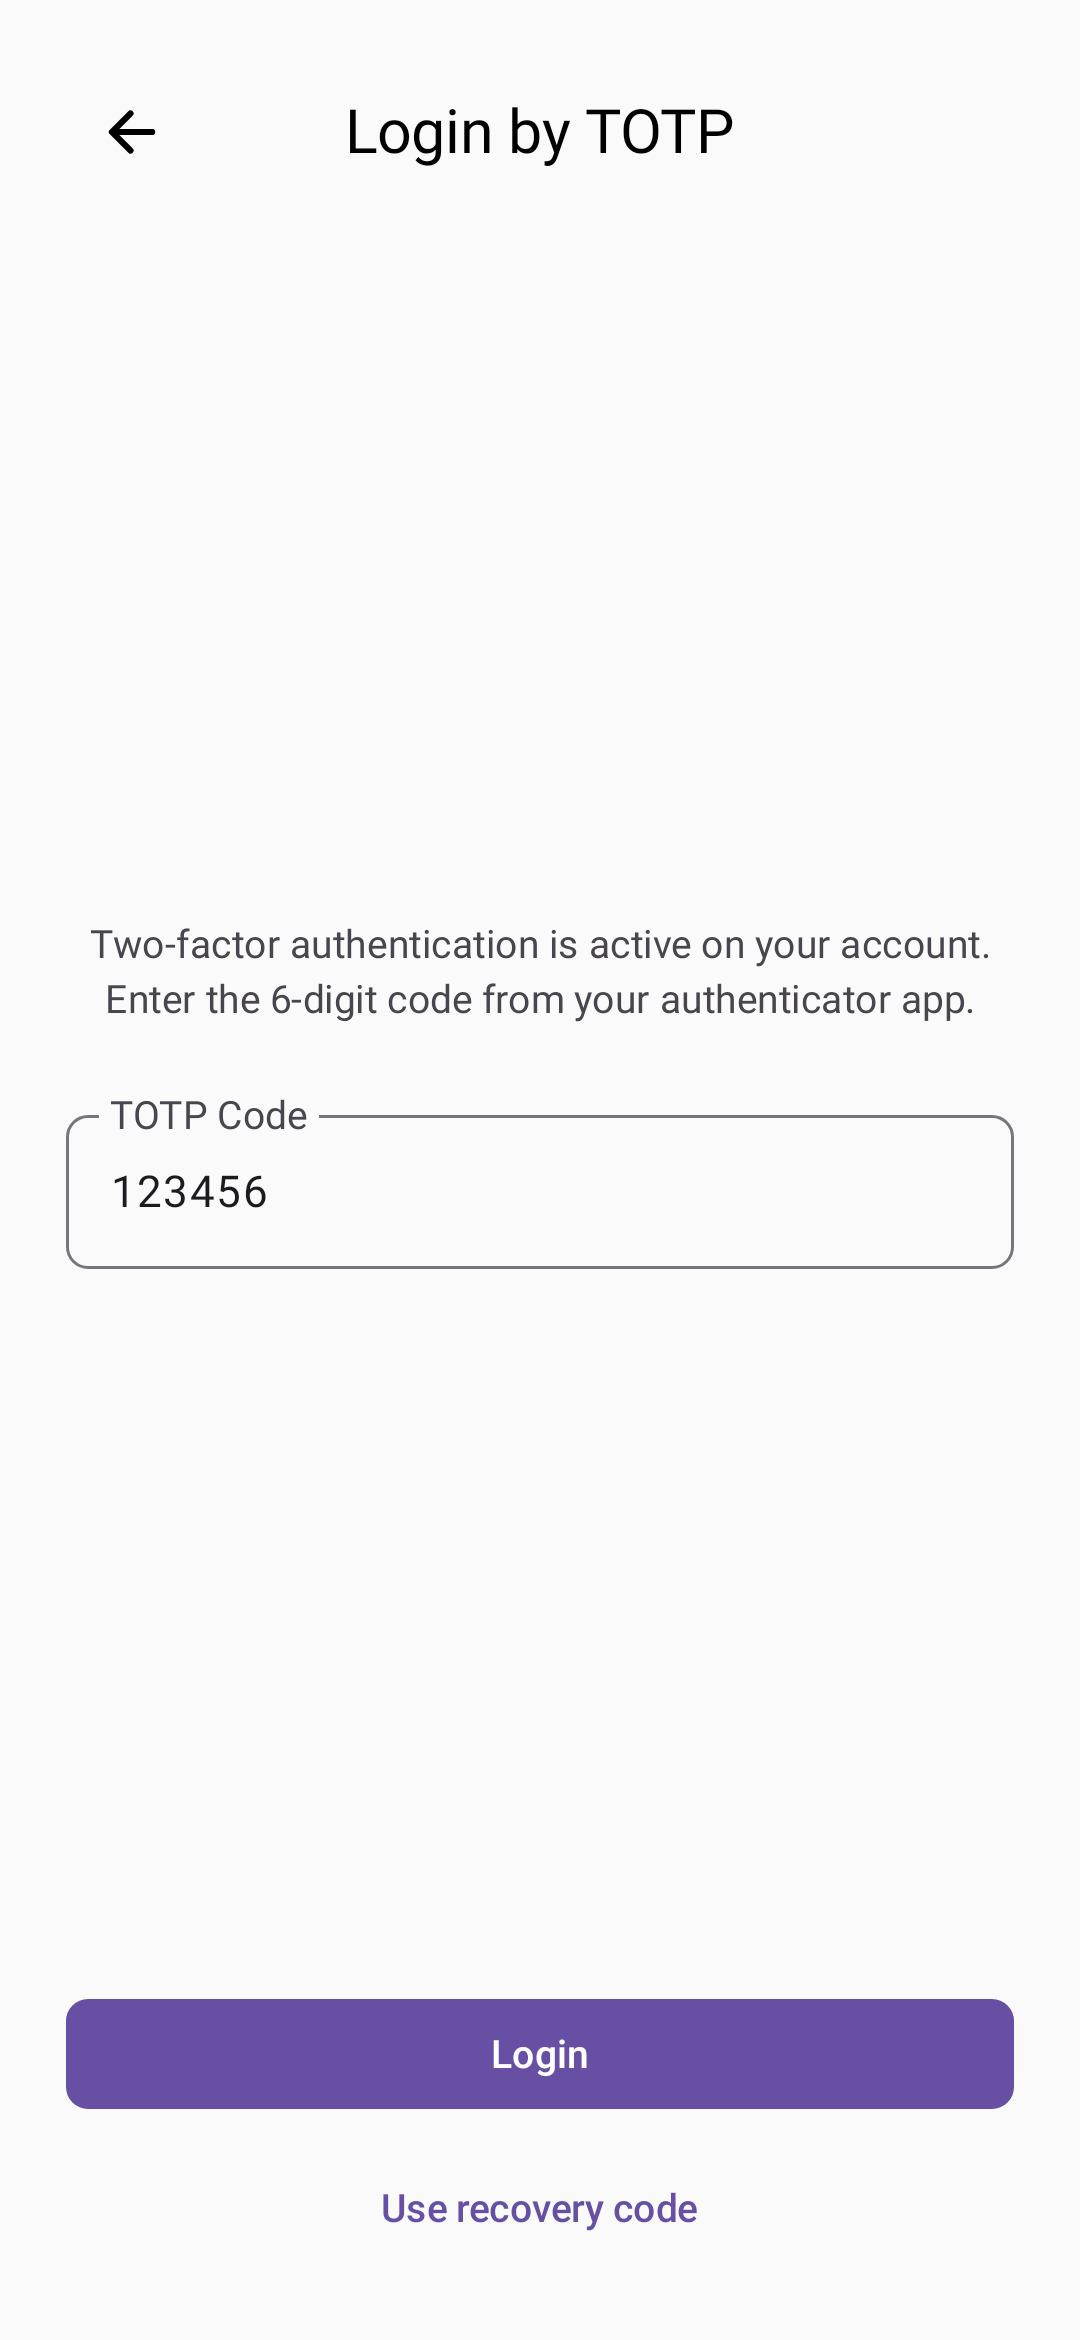 Login by TOTP
Two-factor authentication is active on your account.
Enter the 6-digit code from your authenticator app.
TOTP Code
123456
Login
Use recovery code